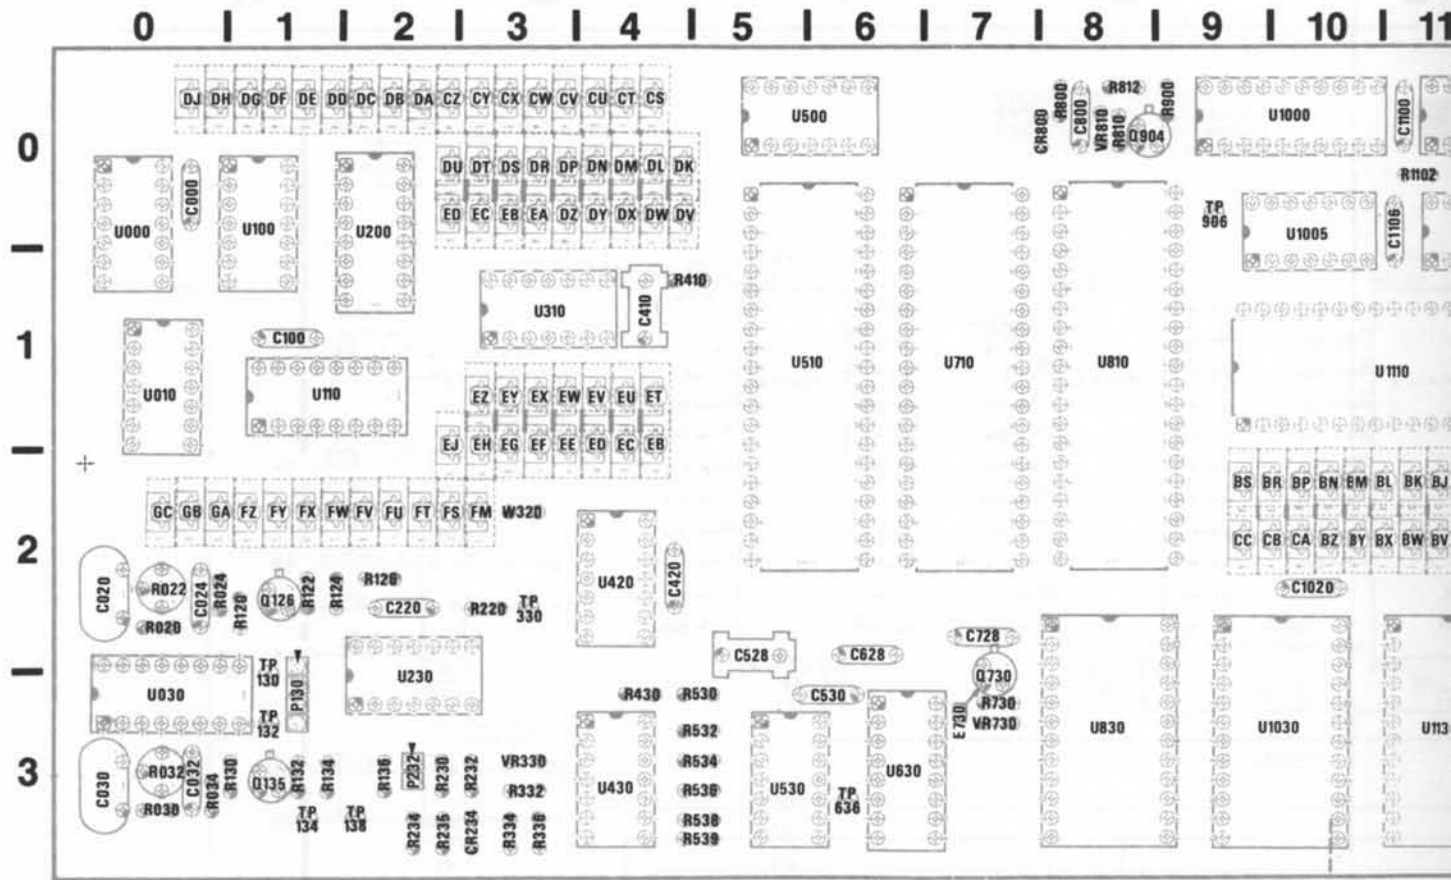 0 1 2 3 4 5 6 7 8 9 10 11
0
1
2
3
DJ DH DG DF DE DD DC DB DA CZ CY CX CW CV CU CT CS
DU DT DS DR DP DN DM DL DK
ED EC EB EA DZ DY DX DW DV
U000 C000 U100 U200
U500
CR800 R800 C800 R812 VR810 R810 Q904 R900
U1000 C1100
R1102
TP
906
U1005 C1106
U310 C410 R410
C100
U010 U110
U510 U710 U810 U1110
EZ EY EX EW EV EU ET
EJ EH EG EF EE ED EC EB
GC GB GA FZ FY FX FW FV FU FT FS FM W320
BS BR BP BN BM BL BK BJ
CC CB CA BZ BY BX BW BV
C1020
C020 R022 R020 C024 R024 R120 Q126 R122 R124 R126 C220 R220
TP
330
U420 C420
U030
TP
130
TP
132
P130 U230
C528 C628 C728
R430 R530 C530
Q730
R730
VR730
E730
C030 R032 R030 C032 R034 R130 Q135 R132 R134 R136 P232 R230 R232 VR330
R332
TP
134
TP
138
R234 R235 CR234 R334 R336
U430
R532
R534
R536
R538
R539
U530
TP
636
U630 U830 U1030 U113